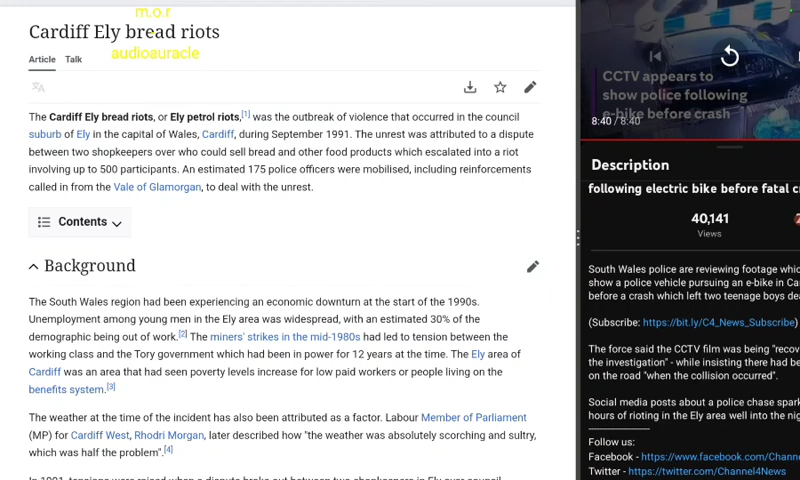 m.o.r
Cardiff Ely bread riots
audioauracle
Article Talk
The Cardiff Ely bread riots, or Ely petrol riots,[1] was the outbreak of violence that occurred in the council
suburb of Ely in the capital of Wales, Cardiff, during September 1991. The unrest was attributed to a dispute
between two shopkeepers over who could sell bread and other food products which escalated into a riot
involving up to 500 participants. An estimated 175 police officers were mobilised, including reinforcements
called in from the Vale of Glamorgan, to deal with the unrest.
Contents
Background
The South Wales region had been experiencing an economic downturn at the start of the 1990s.
Unemployment among young men in the Ely area was widespread, with an estimated 30% of the
demographic being out of work.[2] The miners' strikes in the mid-1980s had led to tension between the
working class and the Tory government which had been in power for 12 years at the time. The Ely area of
Cardiff was an area that had seen poverty levels increase for low paid workers or people living on the
benefits system.[3]
The weather at the time of the incident has also been attributed as a factor. Labour Member of Parliament
(MP) for Cardiff West, Rhodri Morgan, later described how "the weather was absolutely scorching and sultry,
which was half the problem".[4]
In 1991, tensions were raised when a dispute broke out between two shopkeepers in Ely over council
CCTV appears to
show police following
e-bike before crash
8:40 / 8:40
Description
following electric bike before fatal cr
40,141
Views
South Wales police are reviewing footage whic
show a police vehicle pursuing an e-bike in Ca
before a crash which left two teenage boys de
(Subscribe: https://bit.ly/C4_News_Subscribe)
The force said the CCTV film was being "recov
the investigation" - while insisting there had be
on the road "when the collision occurred".
Social media posts about a police chase spark
hours of rioting in the Ely area well into the nig
Follow us:
Facebook - https://www.facebook.com/Chann
Twitter - https://twitter.com/Channel4News